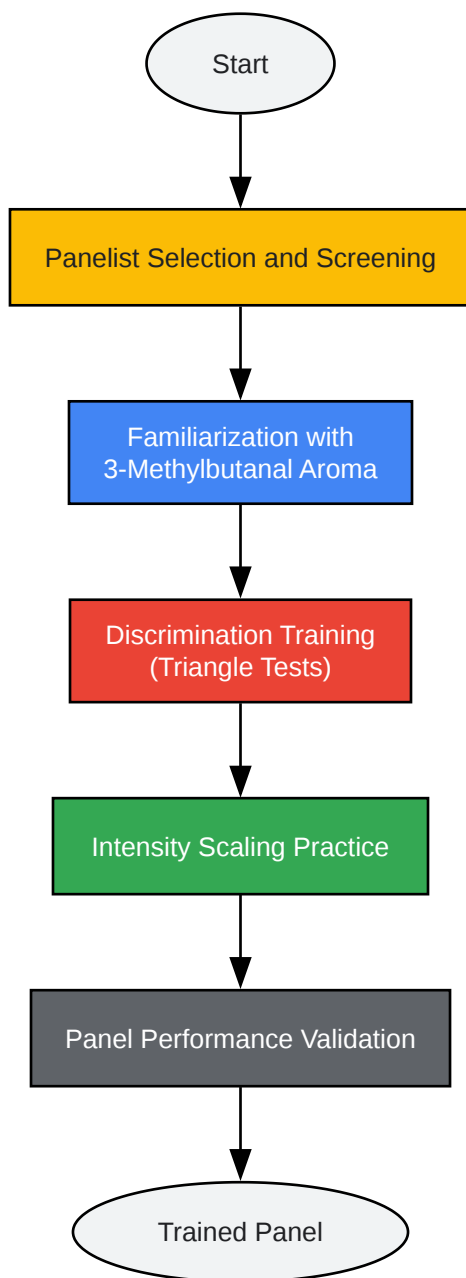 Start
Panelist Selection and Screening
Familiarization with
3-Methylbutanal Aroma
Discrimination Training
(Triangle Tests)
Intensity Scaling Practice
Panel Performance Validation
Trained Panel